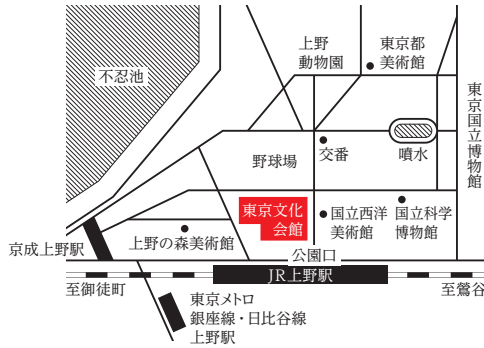 上野
動物園
東京都
美術館
不忍池
東京国立博物館
野球場
交番
噴水
東京文化
会館
国立西洋
美術館
国立科学
博物館
京成上野駅
上野の森美術館
公園口
JR上野駅
至御徒町
至鶯谷
東京メトロ
銀座線・日比谷線
上野駅